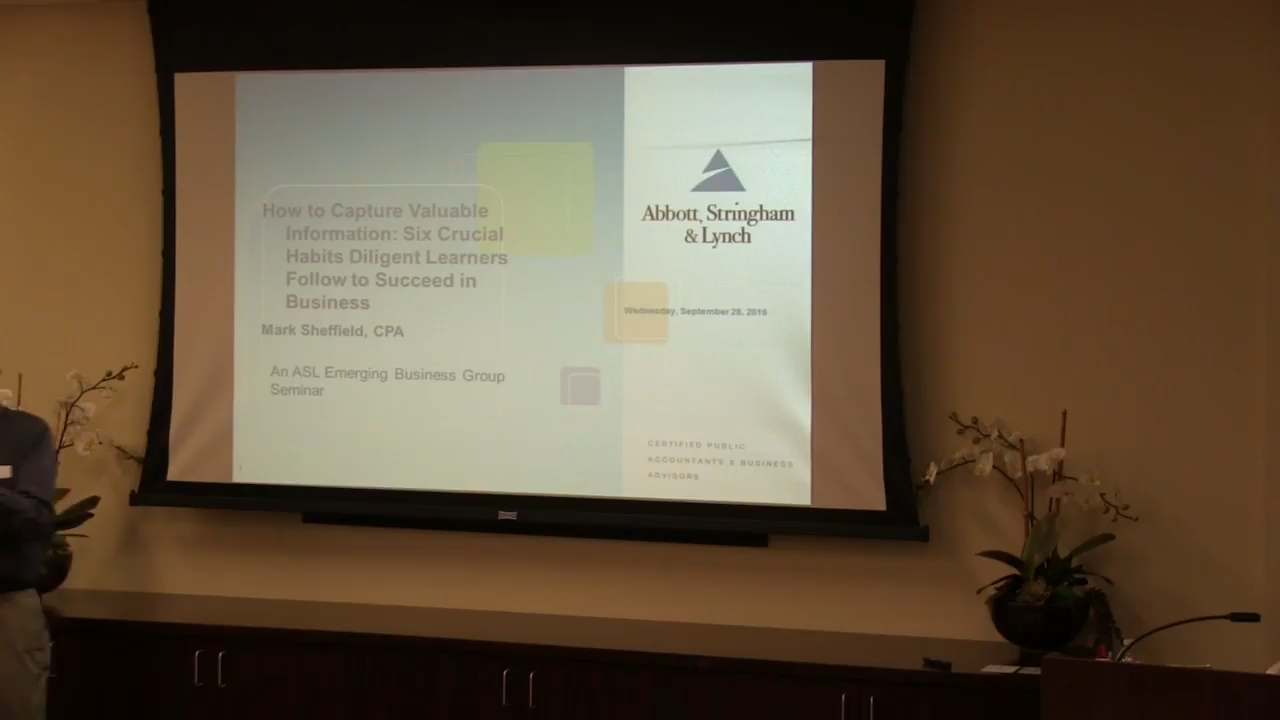 How to Capture Valuable
Information: Six Crucial
Habits Diligent Learners
Follow to Succeed in
Business
Mark Sheffield, CPA
An ASL Emerging Business Group
Seminar
Abbott, Stringham
& Lynch
Wednesday, September 28, 2016
CERTIFIED PUBLIC
ACCOUNTANTS & BUSINESS
ADVISORS